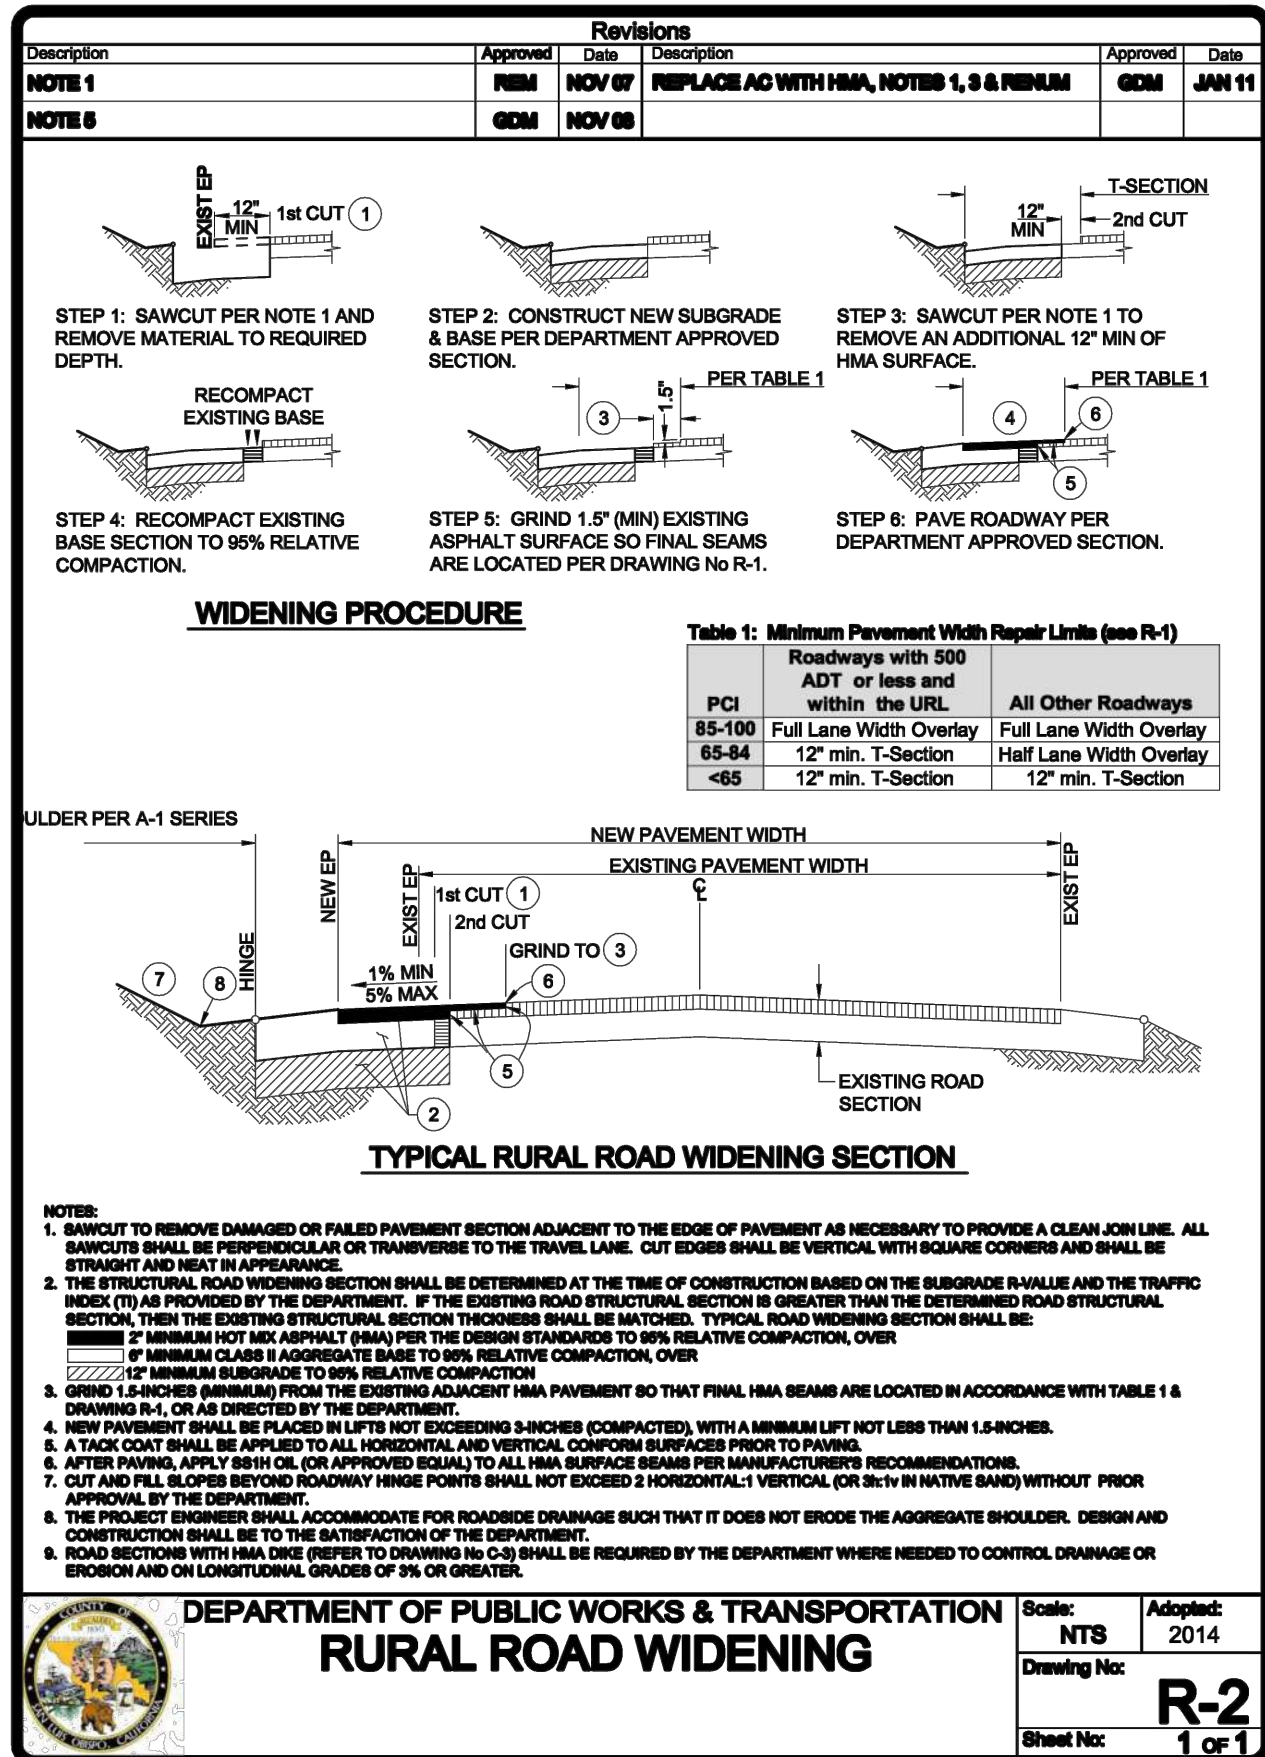 Revisions
Description Approved Date Description Approved Date
NOTE 1 REM NOV 07 REPLACE AC WITH HMA, NOTES 1, 3 & RENUM GDM JAN 11
NOTE 5 GDM NOV 08
EXIST EP
12" MIN
1st CUT 1
T-SECTION
12" MIN
2nd CUT
STEP 1: SAWCUT PER NOTE 1 AND
REMOVE MATERIAL TO REQUIRED
DEPTH.
STEP 2: CONSTRUCT NEW SUBGRADE
& BASE PER DEPARTMENT APPROVED
SECTION.
STEP 3: SAWCUT PER NOTE 1 TO
REMOVE AN ADDITIONAL 12" MIN OF
HMA SURFACE.
RECOMPACT
EXISTING BASE
3
1.5"
PER TABLE 1
PER TABLE 1
4
6
5
STEP 4: RECOMPACT EXISTING
BASE SECTION TO 95% RELATIVE
COMPACTION.
STEP 5: GRIND 1.5" (MIN) EXISTING
ASPHALT SURFACE SO FINAL SEAMS
ARE LOCATED PER DRAWING No R-1.
STEP 6: PAVE ROADWAY PER
DEPARTMENT APPROVED SECTION.
WIDENING PROCEDURE
Table 1: Minimum Pavement Width Repair Limits (see R-1)
PCI
Roadways with 500
ADT or less and
within the URL
All Other Roadways
85-100 Full Lane Width Overlay Full Lane Width Overlay
65-84 12" min. T-Section Half Lane Width Overlay
<65 12" min. T-Section 12" min. T-Section
ULDER PER A-1 SERIES
NEW PAVEMENT WIDTH
EXISTING PAVEMENT WIDTH
HINGE
NEW EP
EXIST EP
1st CUT 1
2nd CUT
GRIND TO 3
℄
EXIST EP
1% MIN
5% MAX
7
8
6
5
2
EXISTING ROAD
SECTION
TYPICAL RURAL ROAD WIDENING SECTION
NOTES:
1. SAWCUT TO REMOVE DAMAGED OR FAILED PAVEMENT SECTION ADJACENT TO THE EDGE OF PAVEMENT AS NECESSARY TO PROVIDE A CLEAN JOIN LINE. ALL
SAWCUTS SHALL BE PERPENDICULAR OR TRANSVERSE TO THE TRAVEL LANE. CUT EDGES SHALL BE VERTICAL WITH SQUARE CORNERS AND SHALL BE
STRAIGHT AND NEAT IN APPEARANCE.
2. THE STRUCTURAL ROAD WIDENING SECTION SHALL BE DETERMINED AT THE TIME OF CONSTRUCTION BASED ON THE SUBGRADE R-VALUE AND THE TRAFFIC
INDEX (TI) AS PROVIDED BY THE DEPARTMENT. IF THE EXISTING ROAD STRUCTURAL SECTION IS GREATER THAN THE DETERMINED ROAD STRUCTURAL
SECTION, THEN THE EXISTING STRUCTURAL SECTION THICKNESS SHALL BE MATCHED. TYPICAL ROAD WIDENING SECTION SHALL BE:
2" MINIMUM HOT MIX ASPHALT (HMA) PER THE DESIGN STANDARDS TO 95% RELATIVE COMPACTION, OVER
6" MINIMUM CLASS II AGGREGATE BASE TO 95% RELATIVE COMPACTION, OVER
12" MINIMUM SUBGRADE TO 95% RELATIVE COMPACTION
3. GRIND 1.5-INCHES (MINIMUM) FROM THE EXISTING ADJACENT HMA PAVEMENT SO THAT FINAL HMA SEAMS ARE LOCATED IN ACCORDANCE WITH TABLE 1 &
DRAWING R-1, OR AS DIRECTED BY THE DEPARTMENT.
4. NEW PAVEMENT SHALL BE PLACED IN LIFTS NOT EXCEEDING 3-INCHES (COMPACTED), WITH A MINIMUM LIFT NOT LESS THAN 1.5-INCHES.
5. A TACK COAT SHALL BE APPLIED TO ALL HORIZONTAL AND VERTICAL CONFORM SURFACES PRIOR TO PAVING.
6. AFTER PAVING, APPLY SS1H OIL (OR APPROVED EQUAL) TO ALL HMA SURFACE SEAMS PER MANUFACTURER'S RECOMMENDATIONS.
7. CUT AND FILL SLOPES BEYOND ROADWAY HINGE POINTS SHALL NOT EXCEED 2 HORIZONTAL:1 VERTICAL (OR 3h:1v IN NATIVE SAND) WITHOUT PRIOR
APPROVAL BY THE DEPARTMENT.
8. THE PROJECT ENGINEER SHALL ACCOMMODATE FOR ROADSIDE DRAINAGE SUCH THAT IT DOES NOT ERODE THE AGGREGATE SHOULDER. DESIGN AND
CONSTRUCTION SHALL BE TO THE SATISFACTION OF THE DEPARTMENT.
9. ROAD SECTIONS WITH HMA DIKE (REFER TO DRAWING No C-3) SHALL BE REQUIRED BY THE DEPARTMENT WHERE NEEDED TO CONTROL DRAINAGE OR
EROSION AND ON LONGITUDINAL GRADES OF 3% OR GREATER.
COUNTY OF
SAN LUIS OBISPO, CALIFORNIA
DEPARTMENT OF PUBLIC WORKS & TRANSPORTATION
RURAL ROAD WIDENING
Scale:
NTS
Adopted:
2014
Drawing No:
R-2
Sheet No:
1 OF 1